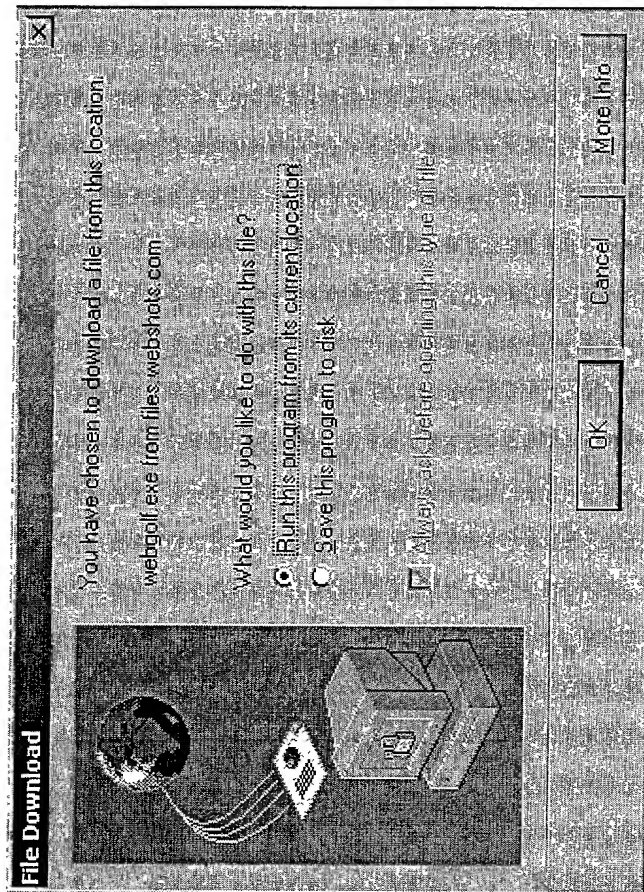 File Download
You have chosen to download a file from this location.
webgolf.exe from files.webshots.com
What would you like to do with this file?
Run this program from its current location
Save this program to disk
Always ask before opening this type of file
OK
Cancel
More Info